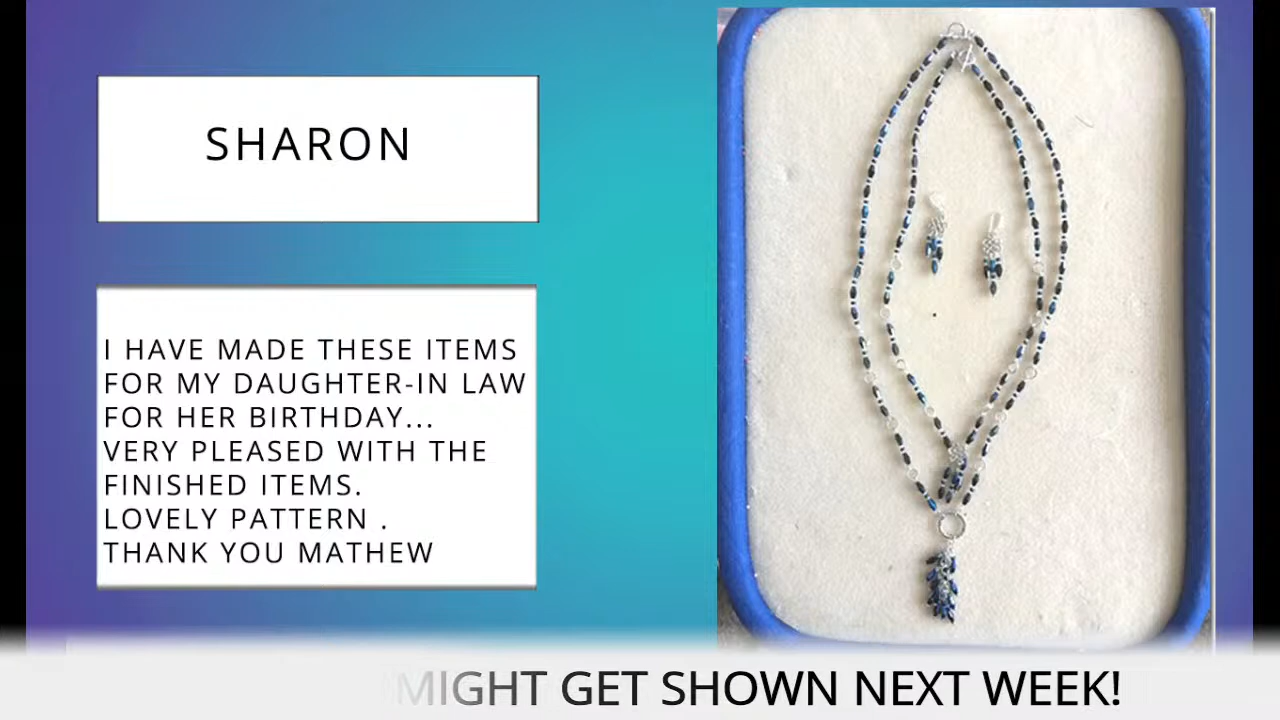 SHARON
I HAVE MADE THESE ITEMS
FOR MY DAUGHTER-IN LAW
FOR HER BIRTHDAY...
VERY PLEASED WITH THE
FINISHED ITEMS.
LOVELY PATTERN .
THANK YOU MATHEW
MIGHT GET SHOWN NEXT WEEK!